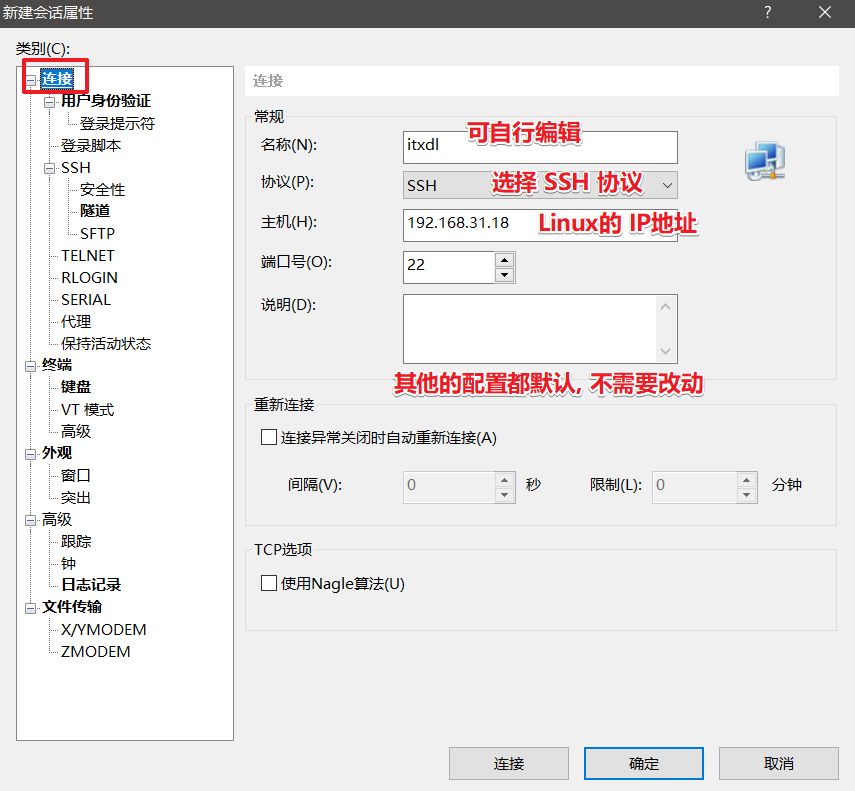 新建会话属性
?
类别(C):
连接
用户身份验证
登录提示符
登录脚本
SSH
安全性
隧道
SFTP
TELNET
RLOGIN
SERIAL
代理
保持活动状态
终端
键盘
VT 模式
高级
外观
窗口
突出
高级
跟踪
钟
日志记录
文件传输
X/YMODEM
ZMODEM
连接
常规
名称(N): itxdl 可自行编辑
协议(P): SSH 选择 SSH 协议
主机(H): 192.168.31.18 Linux的 IP地址
端口号(O): 22
说明(D):
其他的配置都默认, 不需要改动
重新连接
连接异常关闭时自动重新连接(A)
间隔(V): 0 秒 限制(L): 0 分钟
TCP选项
使用Nagle算法(U)
连接 确定 取消